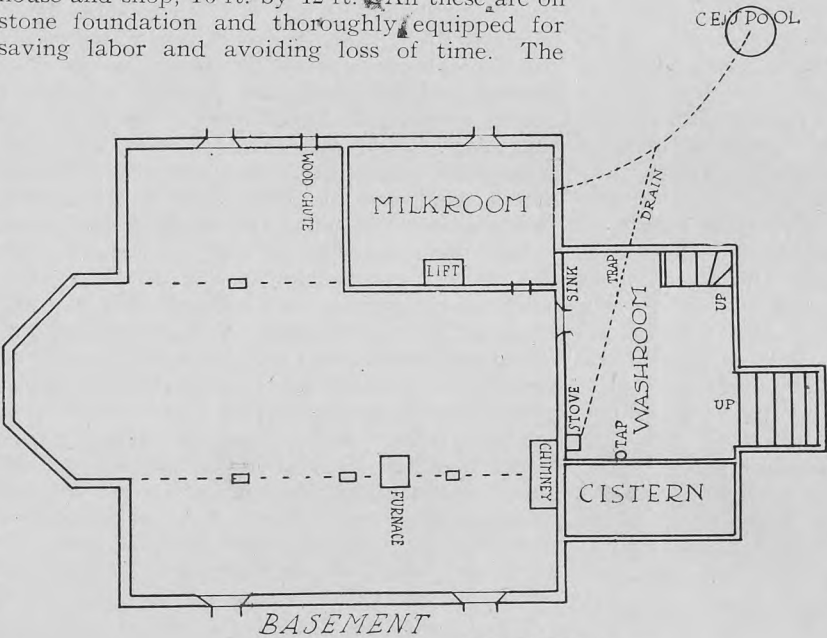 house and shop, 16 ft. by 42 ft. All these are on
stone foundation and thoroughly equipped for
saving labor and avoiding loss of time. The
CESSPOOL
DRAIN
WOOD CHUTE
MILKROOM
LIFT
SINK
TRAP
UP
WASHROOM
STOVE
TAP
UP
CHIMNEY
FURNACE
CISTERN
BASEMENT